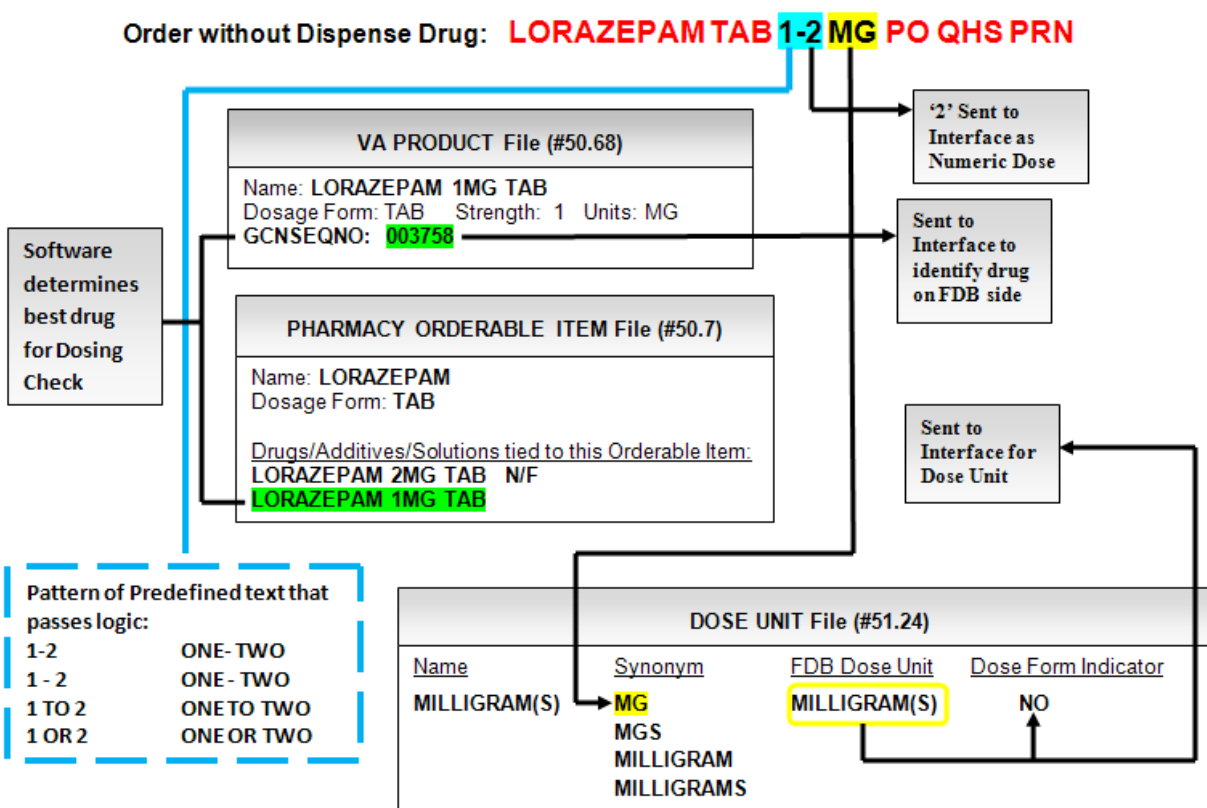 Order without Dispense Drug: LORAZEPAM TAB 1-2 MG PO QHS PRN
‘2’ Sent to
Interface as
Numeric Dose
VA PRODUCT File (#50.68)
Name: LORAZEPAM 1MG TAB
Dosage Form: TAB Strength: 1 Units: MG
GCNSEQNO: 003758
Sent to
Interface to
identify drug
on FDB side
Software
determines
best drug
for Dosing
Check
PHARMACY ORDERABLE ITEM File (#50.7)
Name: LORAZEPAM
Dosage Form: TAB
Drugs/Additives/Solutions tied to this Orderable Item:
LORAZEPAM 2MG TAB N/F
LORAZEPAM 1MG TAB
Sent to
Interface for
Dose Unit
Pattern of Predefined text that
passes logic:
1-2 ONE- TWO
1 - 2 ONE - TWO
1 TO 2 ONE TO TWO
1 OR 2 ONE OR TWO
DOSE UNIT File (#51.24)
Name Synonym FDB Dose Unit Dose Form Indicator
MILLIGRAM(S) MG MILLIGRAM(S) NO
MGS
MILLIGRAM
MILLIGRAMS